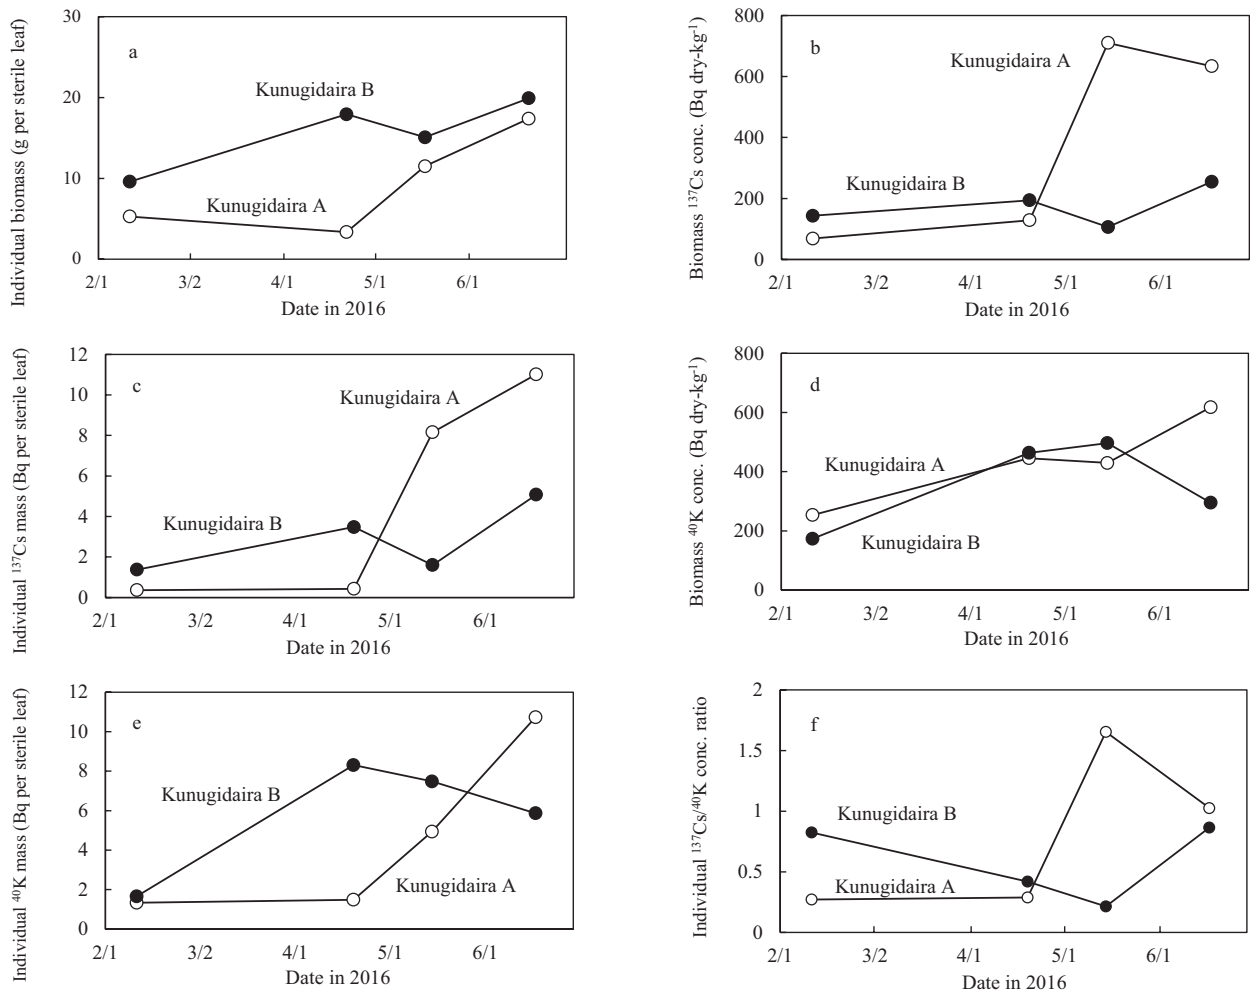 Individual biomass (g per sterile leaf)
30
20
10
0
a
Kunugidaira B
Kunugidaira A
2/1 3/2 4/1 5/1 6/1
Date in 2016
Biomass ¹³⁷Cs conc. (Bq dry-kg⁻¹)
800
600
400
200
0
b
Kunugidaira A
Kunugidaira B
2/1 3/2 4/1 5/1 6/1
Date in 2016
Individual ¹³⁷Cs mass (Bq per sterile leaf)
12
10
8
6
4
2
0
c
Kunugidaira A
Kunugidaira B
2/1 3/2 4/1 5/1 6/1
Date in 2016
Biomass ⁴⁰K conc. (Bq dry-kg⁻¹)
800
600
400
200
0
d
Kunugidaira A
Kunugidaira B
2/1 3/2 4/1 5/1 6/1
Date in 2016
Individual ⁴⁰K mass (Bq per sterile leaf)
12
10
8
6
4
2
0
e
Kunugidaira B
Kunugidaira A
2/1 3/2 4/1 5/1 6/1
Date in 2016
Individual ¹³⁷Cs/⁴⁰K conc. ratio
2
1.5
1
0.5
0
f
Kunugidaira B
Kunugidaira A
2/1 3/2 4/1 5/1 6/1
Date in 2016